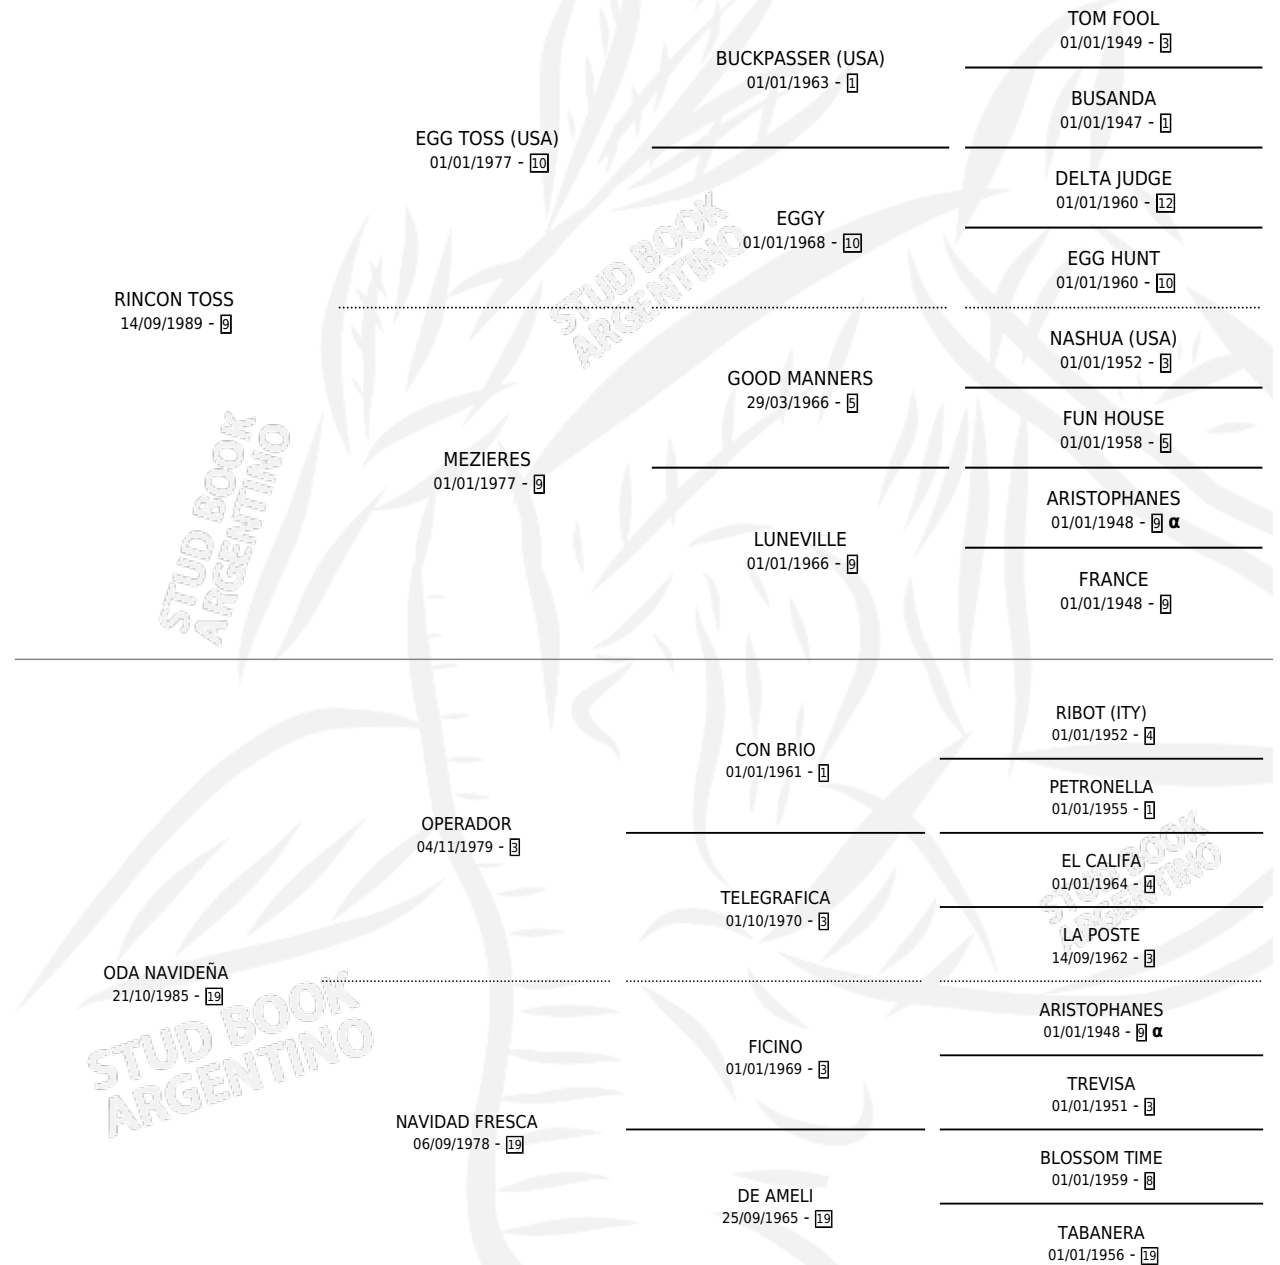 TOM FOOL
01/01/1949 - 3
BUCKPASSER (USA)
01/01/1963 - 1
BUSANDA
01/01/1947 - 1
EGG TOSS (USA)
01/01/1977 - 10
DELTA JUDGE
01/01/1960 - 12
EGGY
01/01/1968 - 10
EGG HUNT
01/01/1960 - 10
RINCON TOSS
14/09/1989 - 9
NASHUA (USA)
01/01/1952 - 3
GOOD MANNERS
29/03/1966 - 5
FUN HOUSE
01/01/1958 - 5
MEZIERES
01/01/1977 - 9
ARISTOPHANES
01/01/1948 - 9 α
LUNEVILLE
01/01/1966 - 9
FRANCE
01/01/1948 - 9
STUD BOOK
ARGENTINO
STUD BOOK
ARGENTINO
RIBOT (ITY)
01/01/1952 - 4
CON BRIO
01/01/1961 - 1
PETRONELLA
01/01/1955 - 1
OPERADOR
04/11/1979 - 3
EL CALIFA
01/01/1964 - 4
TELEGRAFICA
01/10/1970 - 3
LA POSTE
14/09/1962 - 3
ODA NAVIDEÑA
21/10/1985 - 19
ARISTOPHANES
01/01/1948 - 9 α
FICINO
01/01/1969 - 3
TREVISA
01/01/1951 - 3
NAVIDAD FRESCA
06/09/1978 - 19
BLOSSOM TIME
01/01/1959 - 8
DE AMELI
25/09/1965 - 19
TABANERA
01/01/1956 - 19
STUD BOOK
ARGENTINO
STUD BOOK
ARGENTINO